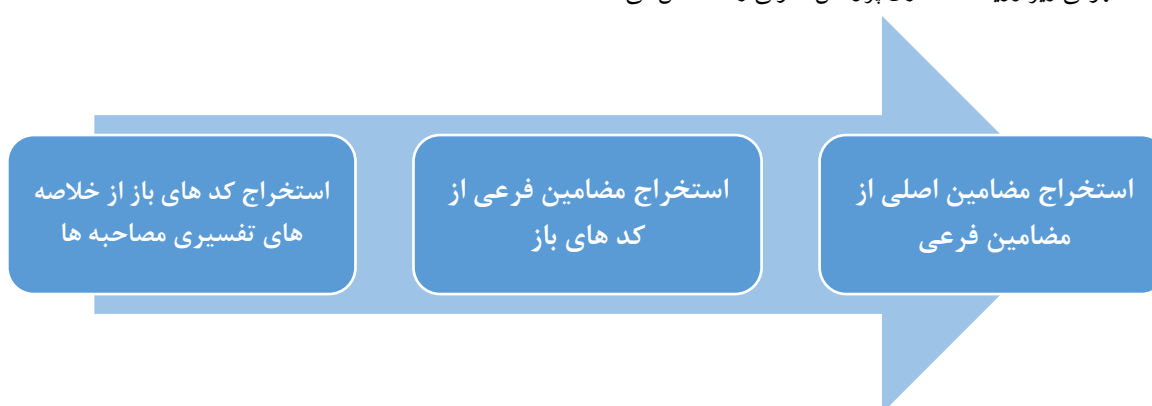 استخراج کد های باز از خلاصه
های تفسیری مصاحبه ها
استخراج مضامین فرعی از
کد های باز
استخراج مضامین اصلی از
مضامین فرعی